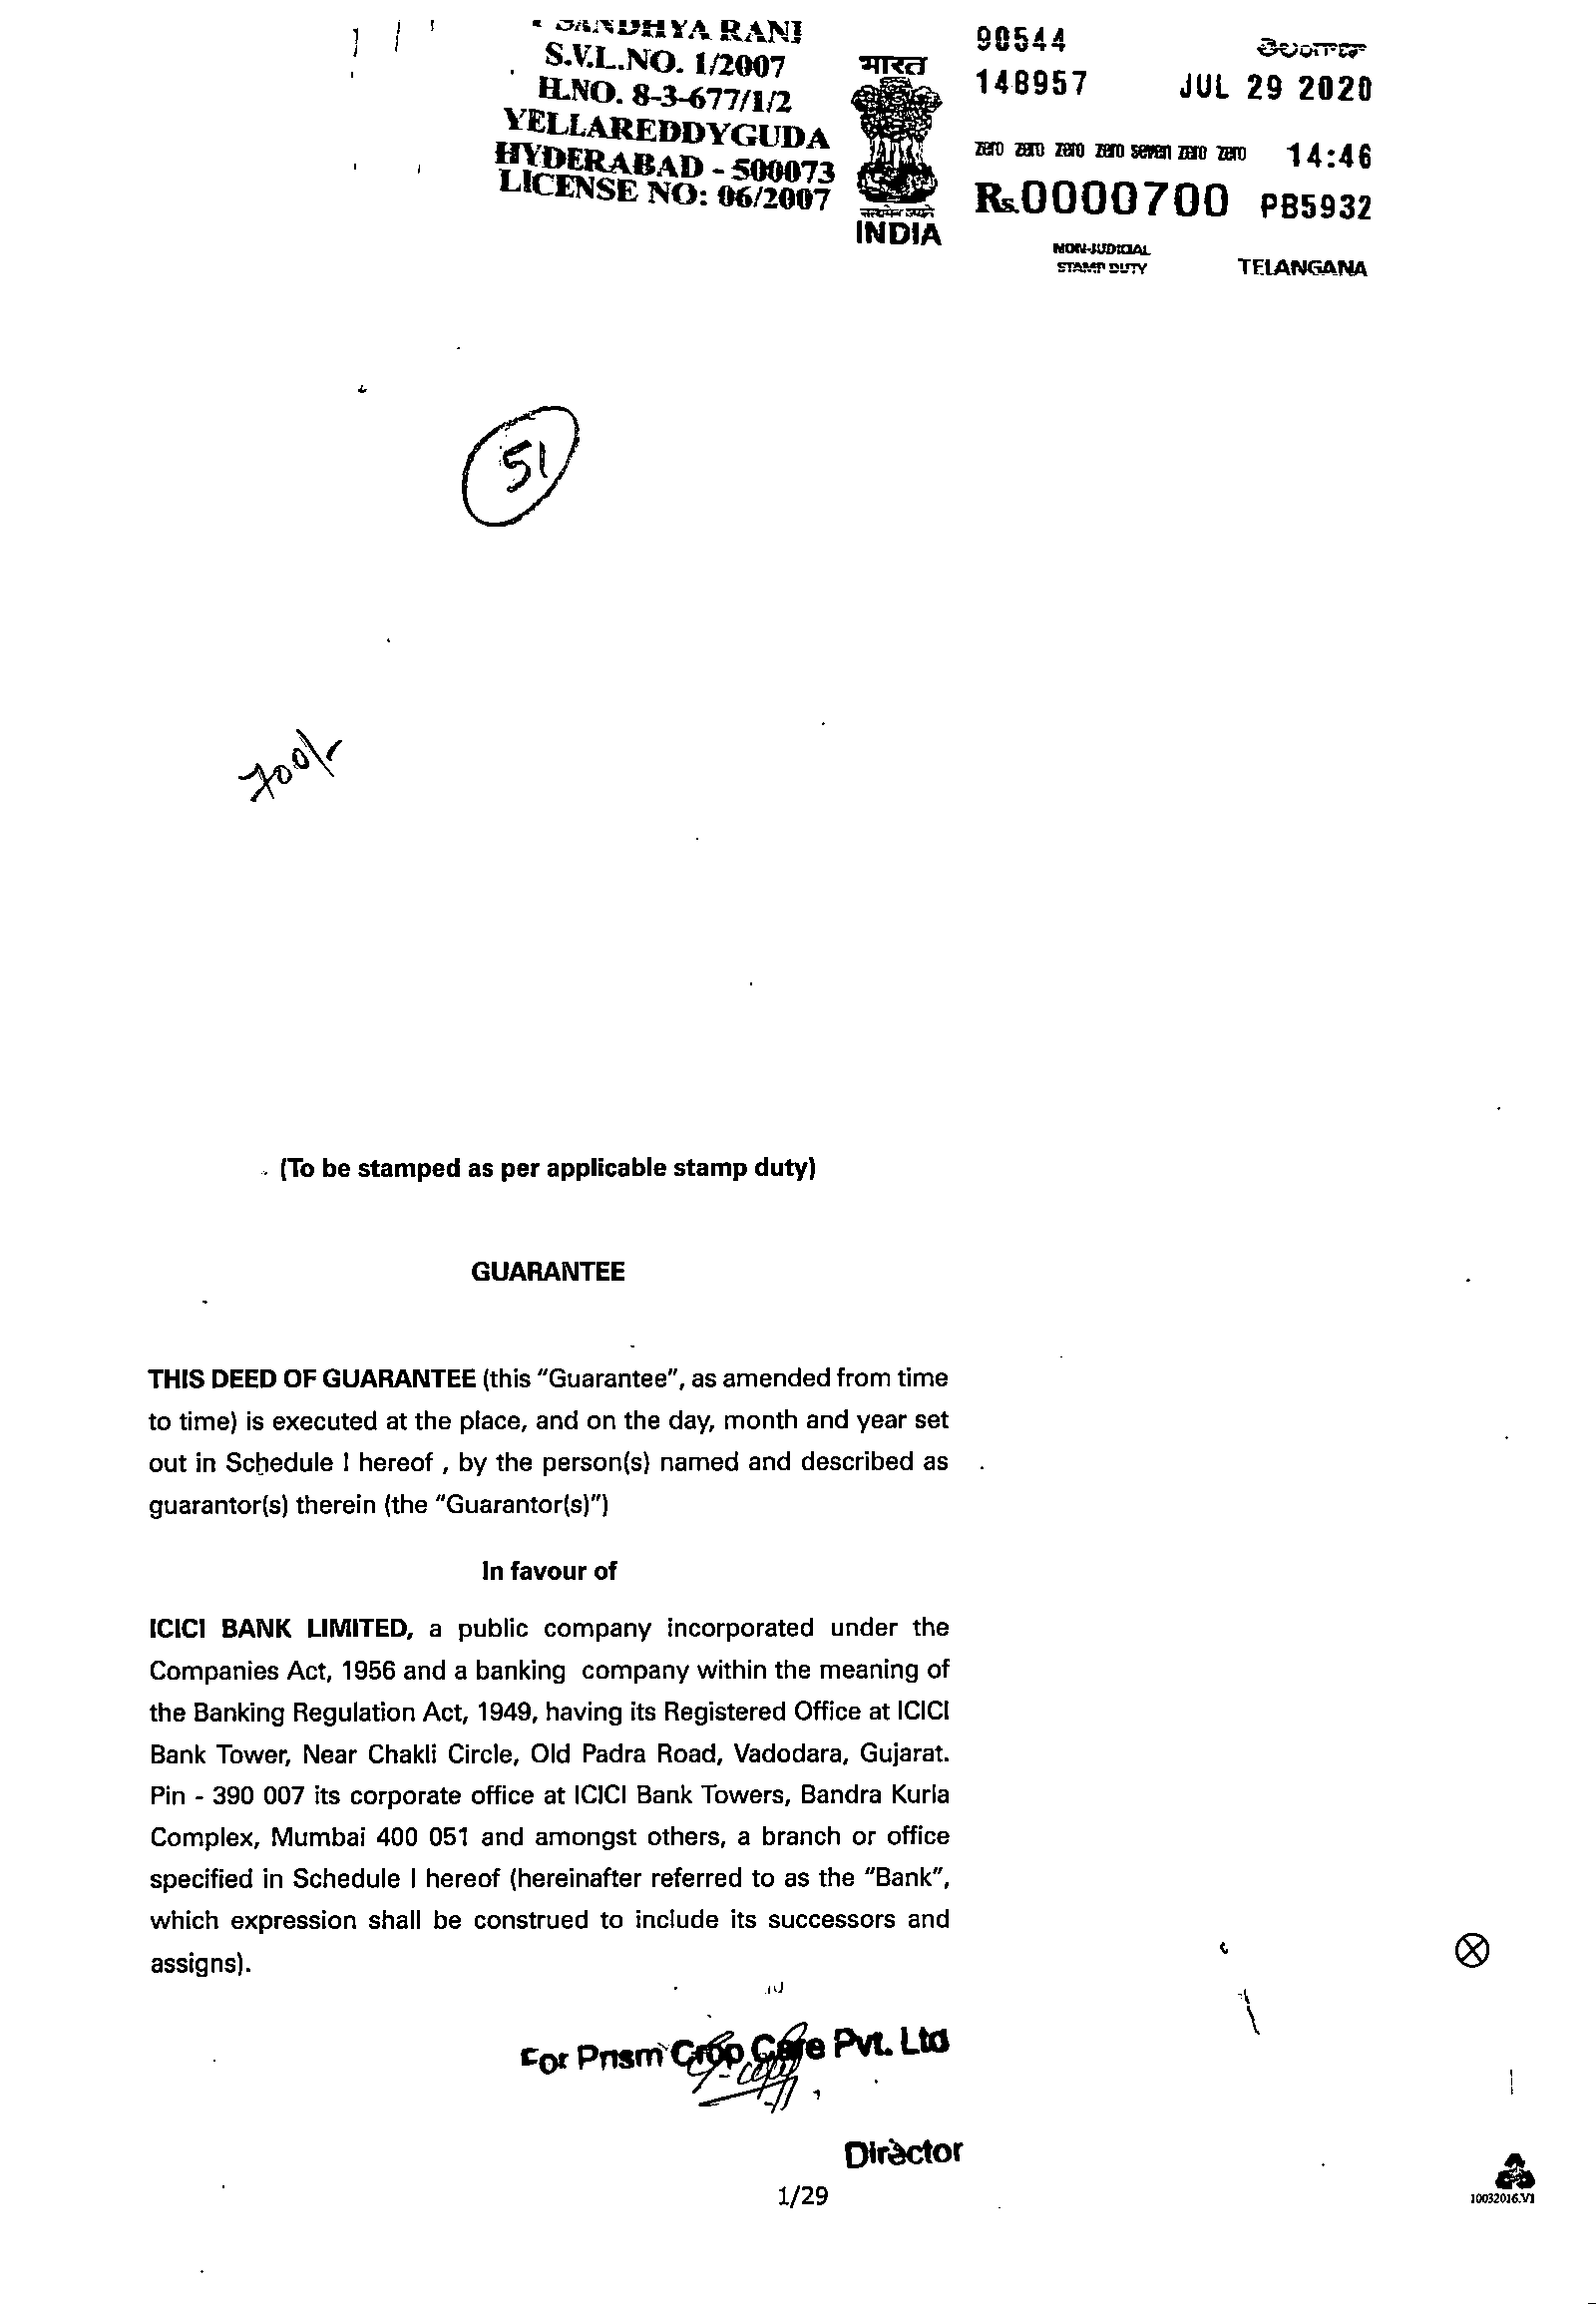 SANDHYA RANI
S.V.L.NO. 1/2007
H.NO. 8-3-677/1/2
YELLAREDDYGUDA
HYDERABAD - 500073
LICENSE NO: 06/2007
भारत
INDIA
90544
తెలంగాణ
148957 JUL 29 2020
zero zero zero zero seven zero zero 14:46
Rs.0000700 PB5932
NON-JUDICIAL
STAMP DUTY
TELANGANA
51
700/-
(To be stamped as per applicable stamp duty)
GUARANTEE
THIS DEED OF GUARANTEE (this “Guarantee”, as amended from time
to time) is executed at the place, and on the day, month and year set
out in Schedule I hereof , by the person(s) named and described as
guarantor(s) therein (the “Guarantor(s)”)
In favour of
ICICI BANK LIMITED, a public company incorporated under the
Companies Act, 1956 and a banking company within the meaning of
the Banking Regulation Act, 1949, having its Registered Office at ICICI
Bank Tower, Near Chakli Circle, Old Padra Road, Vadodara, Gujarat.
Pin - 390 007 its corporate office at ICICI Bank Towers, Bandra Kurla
Complex, Mumbai 400 051 and amongst others, a branch or office
specified in Schedule I hereof (hereinafter referred to as the “Bank”,
which expression shall be construed to include its successors and
assigns).
For Prism Crop Care Pvt. Ltd
Director
1/29
10032016.V1